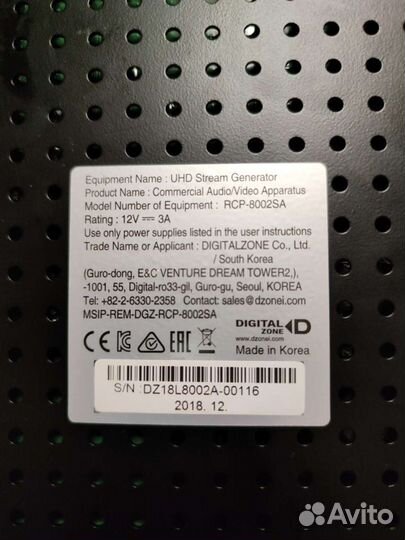 Equipment Name : UHD Stream Generator
Product Name : Commercial Audio/Video Apparatus
Model Number of Equipment : RCP-8002SA
Rating : 12V ⎓ 3A
Use only power supplies listed in the user instructions
Trade Name or Applicant : DIGITALZONE Co., Ltd.
/ South Korea
(Guro-dong, E&C VENTURE DREAM TOWER2,),
-1001, 55, Digital-ro33-gil, Guro-gu, Seoul, KOREA
Tel: +82-2-6330-2358 Contact: sales@dzonei.com
MSIP-REM-DGZ-RCP-8002SA
DIGITAL
ZONE
www.dzonei.com
CE EAC
Made in Korea
S/N : DZ18L8002A-00116
2018. 12.
Avito